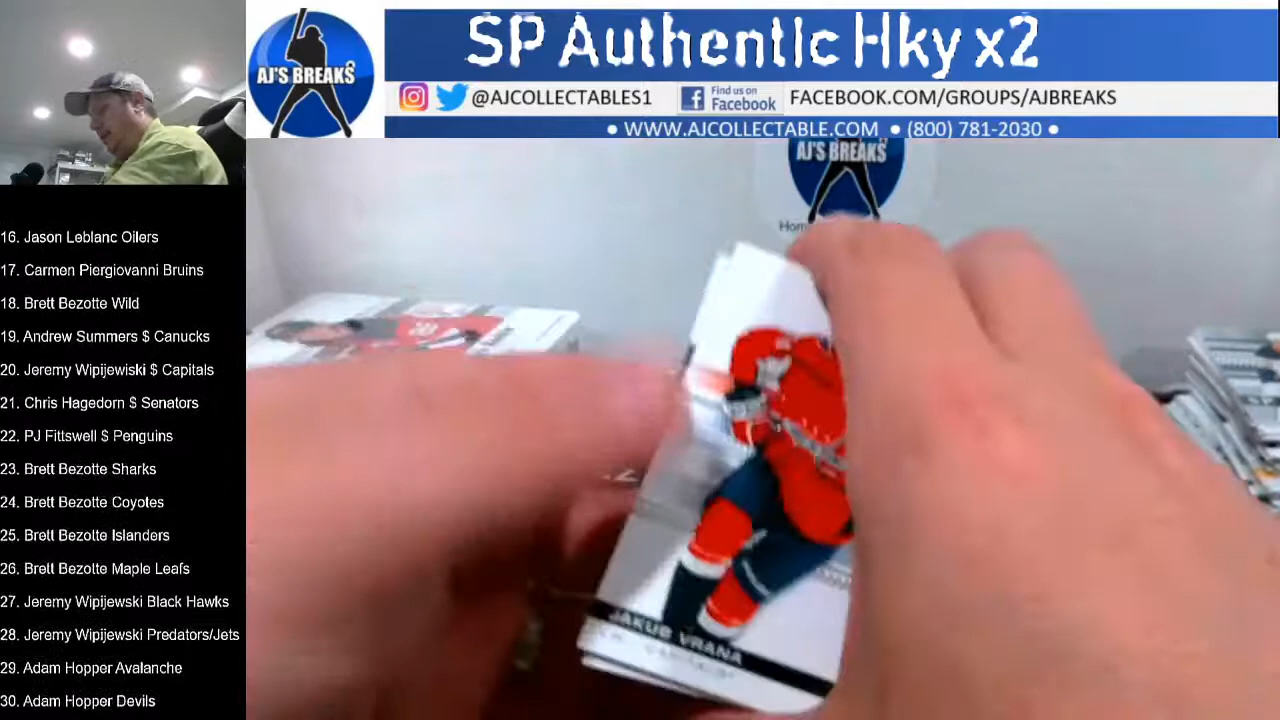 SP Authentic Hky x2
AJ'S BREAKS
@AJCOLLECTABLES1
Find us on
Facebook
FACEBOOK.COM/GROUPS/AJBREAKS
• WWW.AJCOLLECTABLE.COM • (800) 781-2030 •
AJ'S BREAKS
Hom
16. Jason Leblanc Oilers
17. Carmen Piergiovanni Bruins
18. Brett Bezotte Wild
19. Andrew Summers $ Canucks
20. Jeremy Wipijewiski $ Capitals
21. Chris Hagedorn $ Senators
22. PJ Fittswell $ Penguins
23. Brett Bezotte Sharks
24. Brett Bezotte Coyotes
25. Brett Bezotte Islanders
26. Brett Bezotte Maple Leafs
27. Jeremy Wipijewski Black Hawks
28. Jeremy Wipijewski Predators/Jets
29. Adam Hopper Avalanche
30. Adam Hopper Devils
JAKUB VRANA